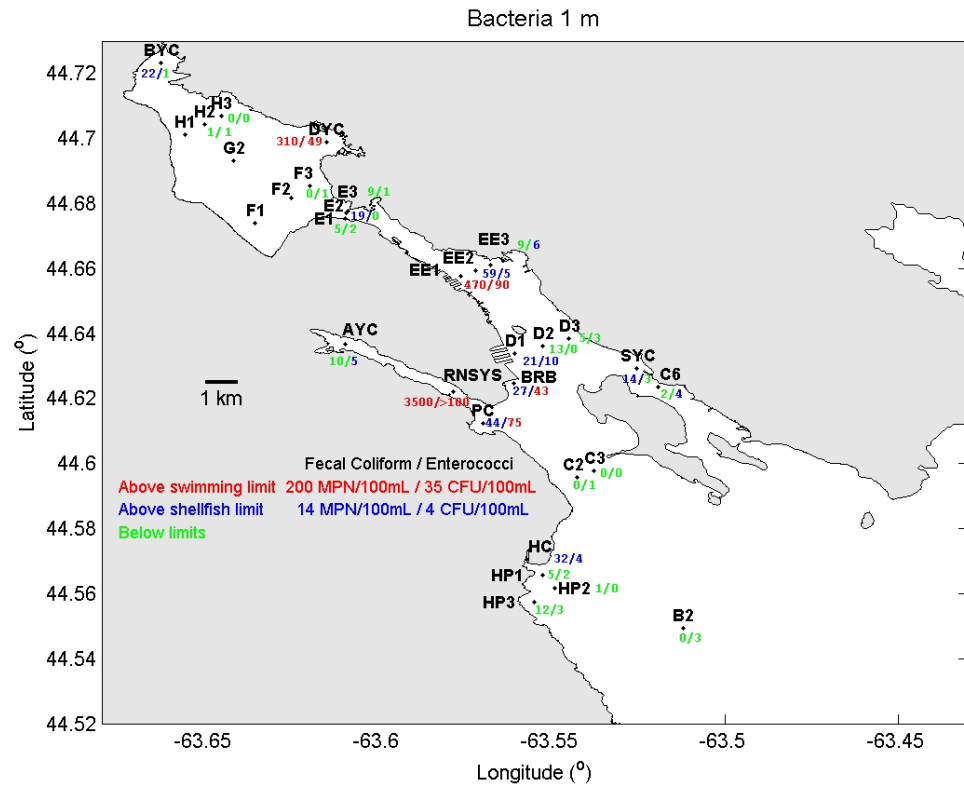 Bacteria 1 m
44.72
44.7
44.68
44.66
44.64
44.62
44.6
44.58
44.56
44.54
44.52
Latitude (o)
BYC
22/1
H3
0/0
H2
1/1
H1
G2
DYC
310/49
F3
0/1
F2
F1
E3
9/1
E2
19/0
E1
5/2
EE3
9/6
EE2
59/5
EE1
470/90
D3
5/3
D2
13/0
D1
21/10
AYC
10/5
SYC
14/3
C6
2/4
RNSYS
3500/>100
BRB
27/43
PC
44/75
1 km
C3
0/0
C2
0/1
Fecal Coliform / Enterococci
Above swimming limit 200 MPN/100mL / 35 CFU/100mL
Above shellfish limit 14 MPN/100mL / 4 CFU/100mL
Below limits
HC
32/4
HP1
5/2
HP2
1/0
HP3
12/3
B2
0/3
-63.65
-63.6
-63.55
-63.5
-63.45
Longitude (o)